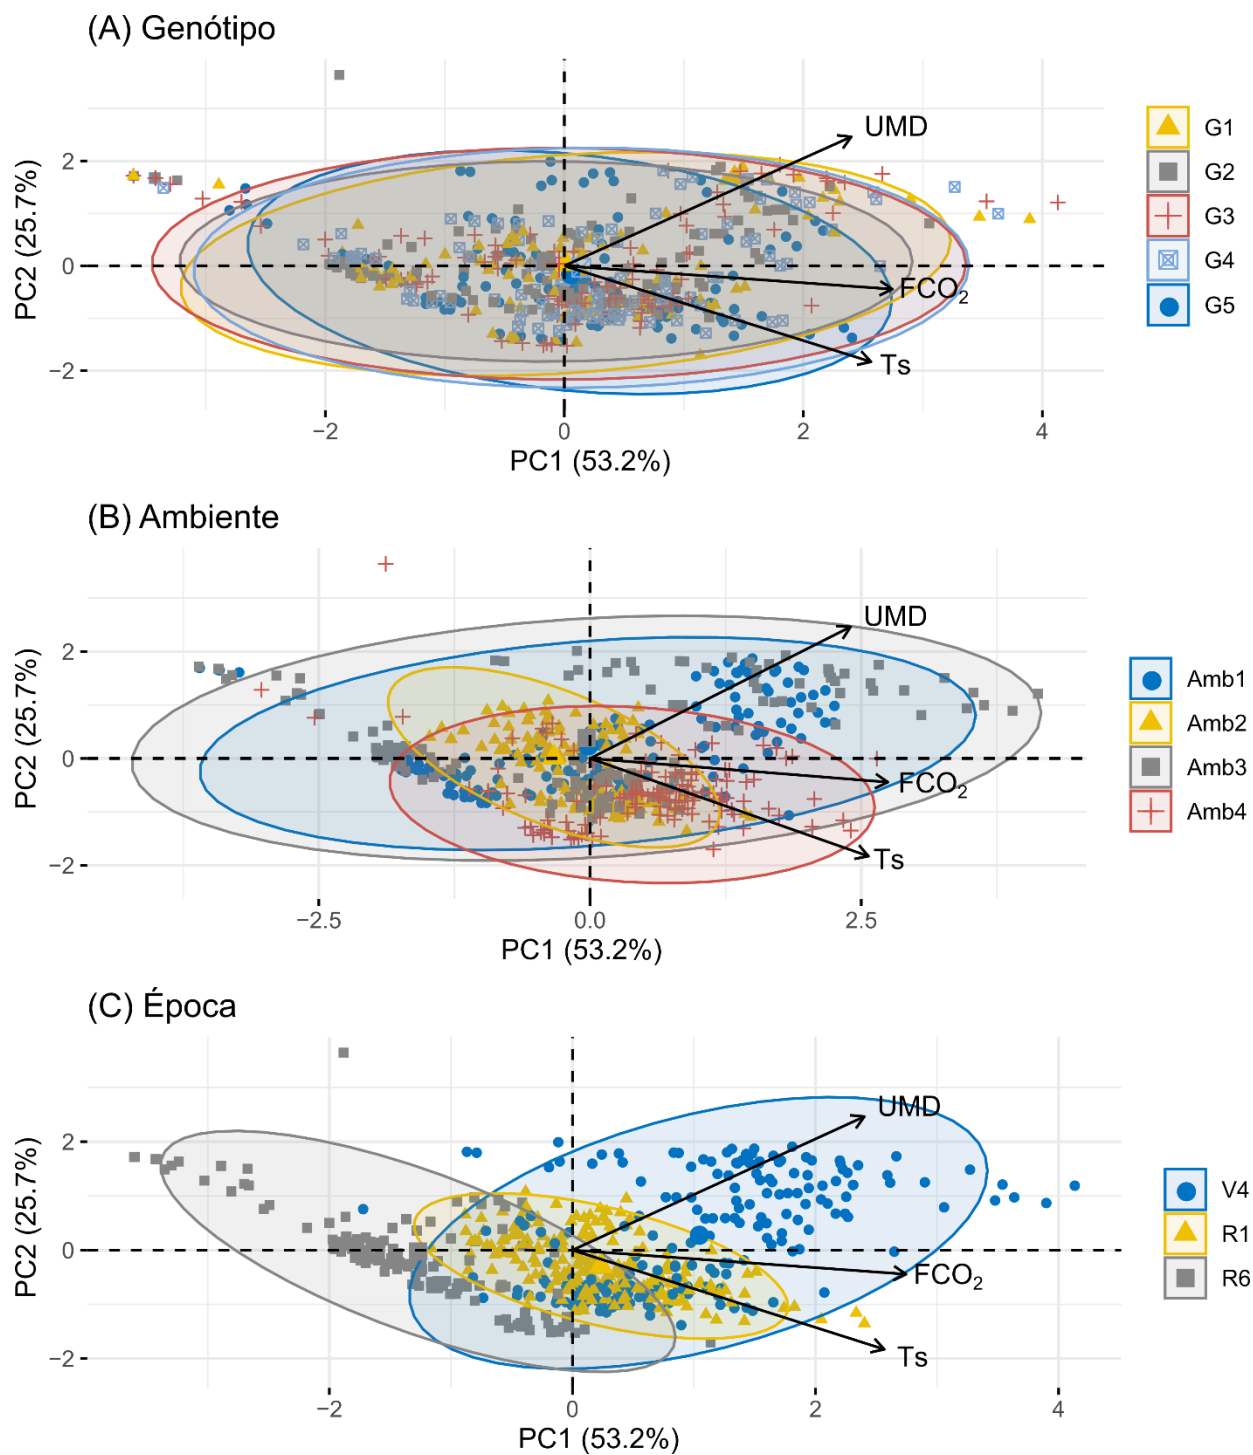 (A) Genótipo
PC2 (25.7%)
2
0
−2
UMD
FCO₂
Ts
−2
0
2
4
PC1 (53.2%)
G1
G2
G3
G4
G5
(B) Ambiente
PC2 (25.7%)
2
0
−2
UMD
FCO₂
Ts
−2.5
0.0
2.5
PC1 (53.2%)
Amb1
Amb2
Amb3
Amb4
(C) Época
PC2 (25.7%)
2
0
−2
UMD
FCO₂
Ts
−2
0
2
4
PC1 (53.2%)
V4
R1
R6